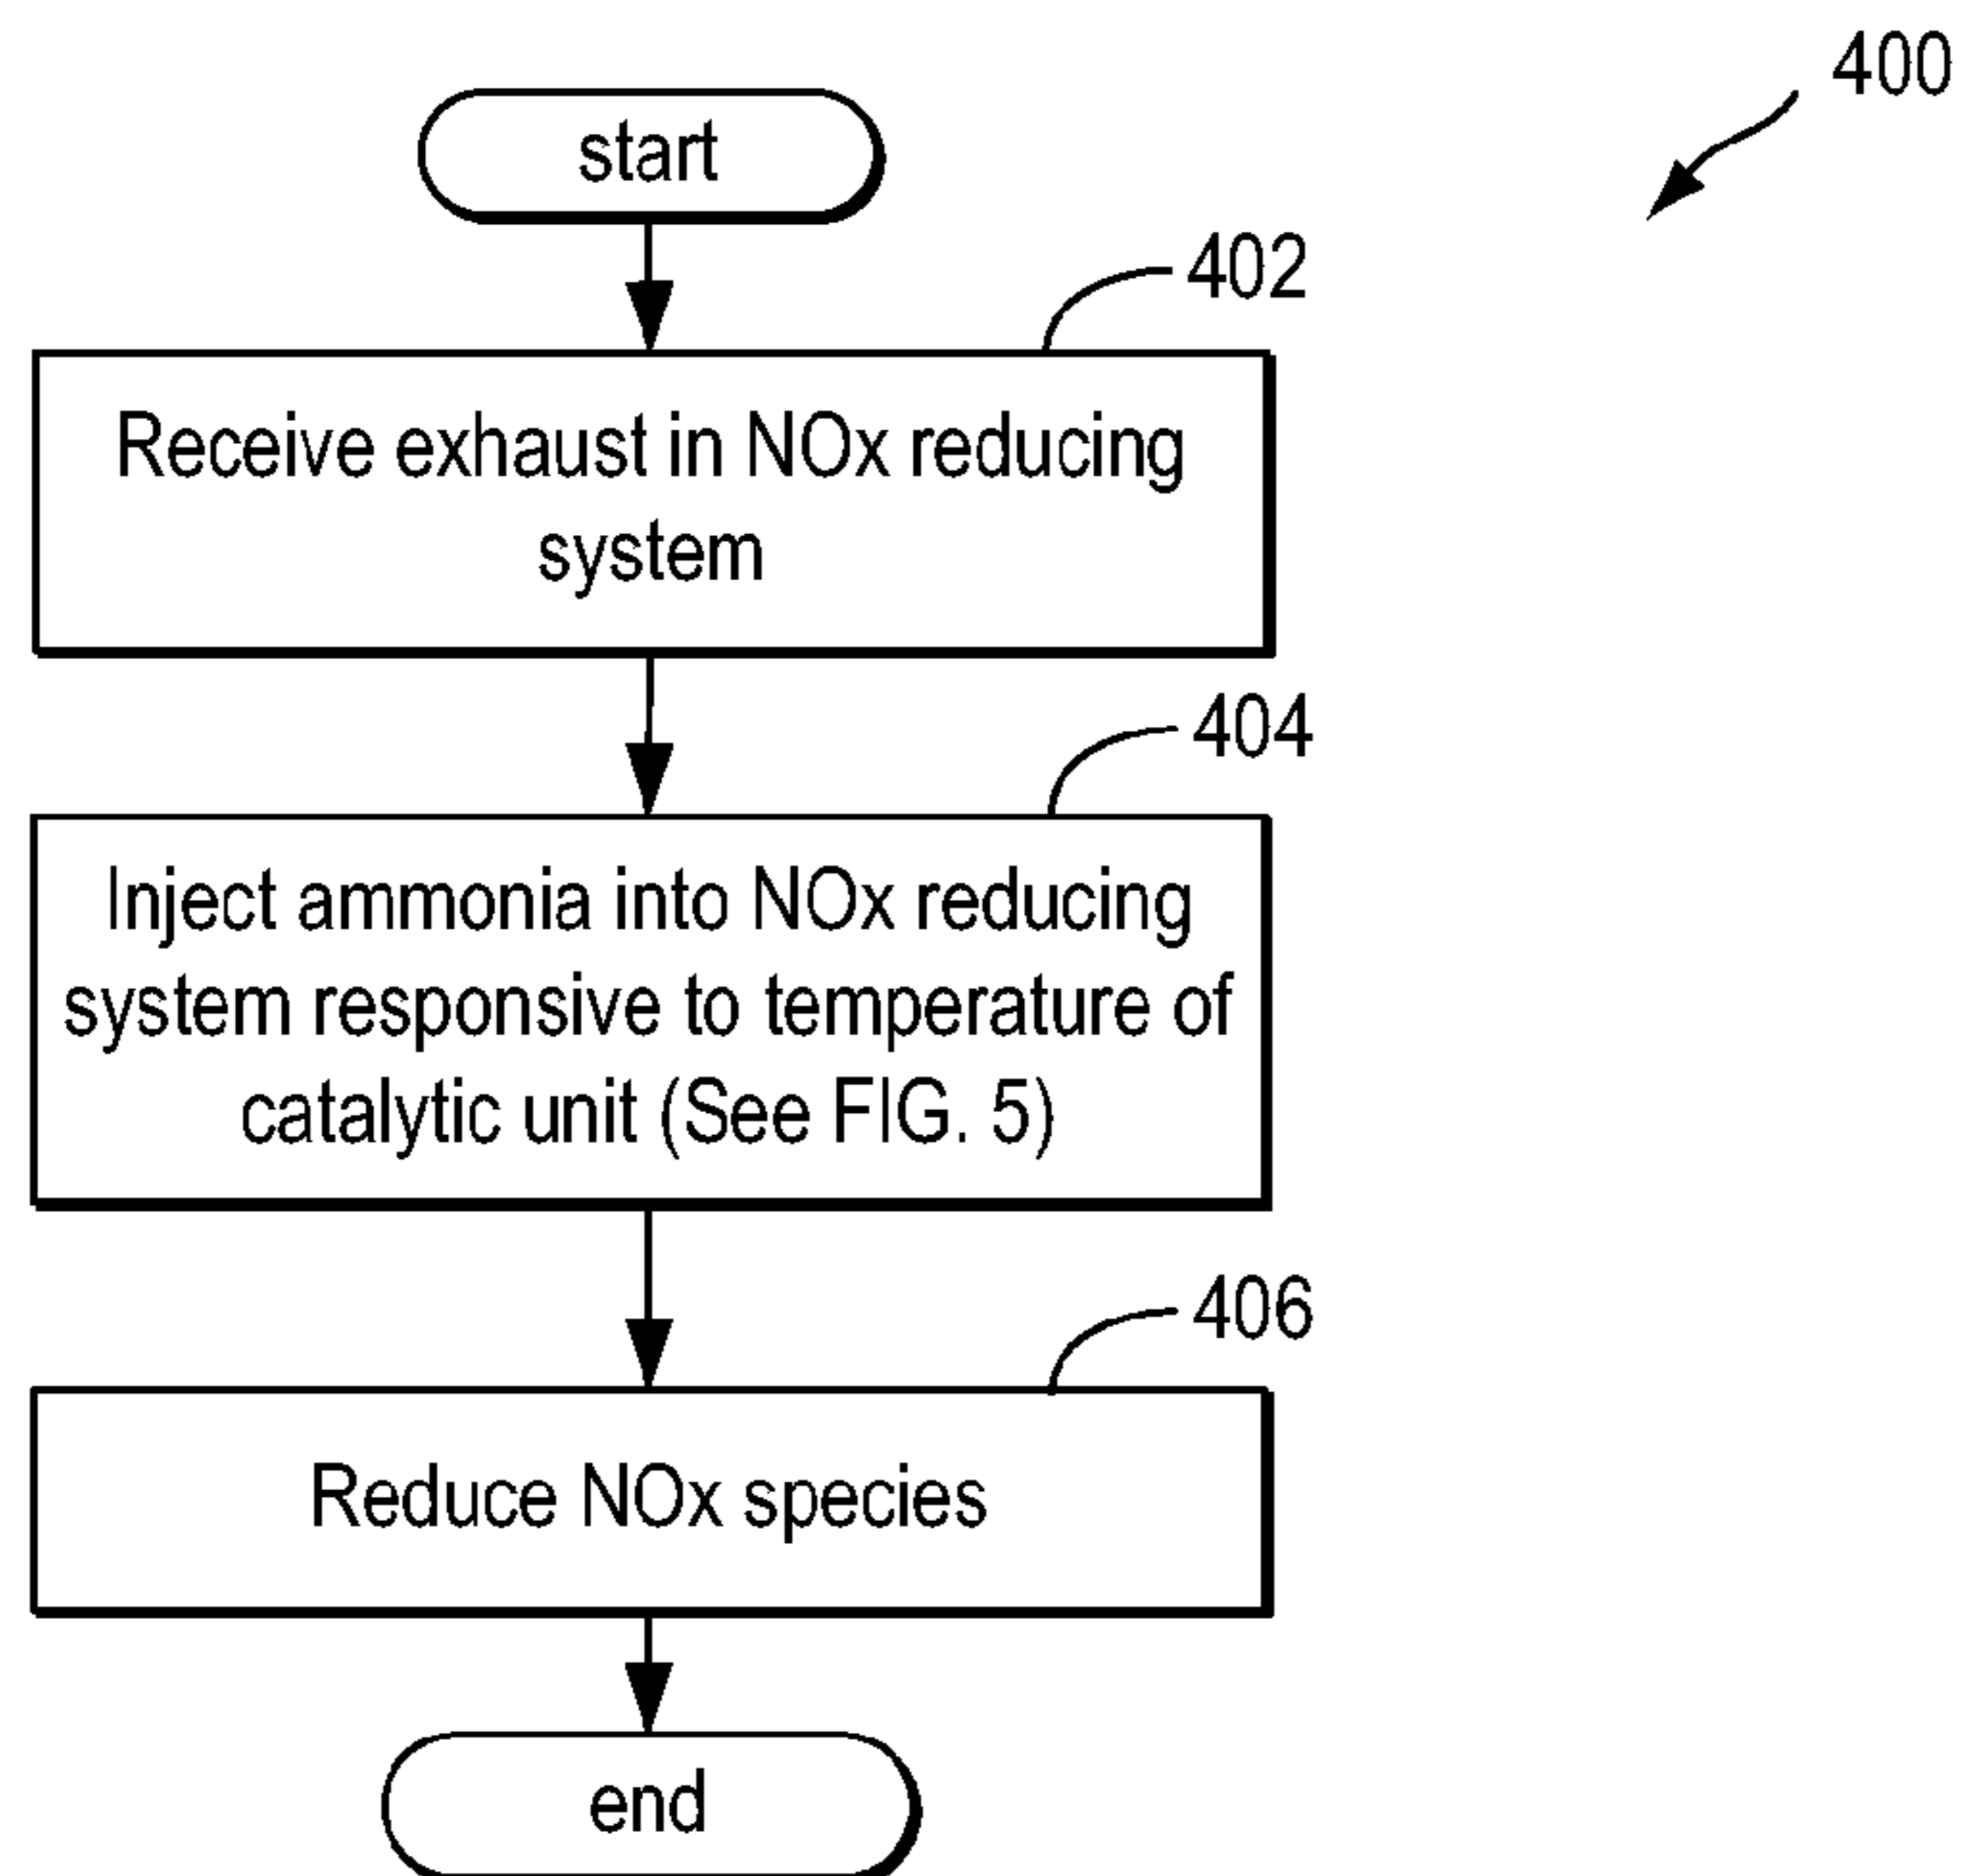 400
start
402
Receive exhaust in NOx reducing
system
404
Inject ammonia into NOx reducing
system responsive to temperature of
catalytic unit (See FIG. 5)
406
Reduce NOx species
end